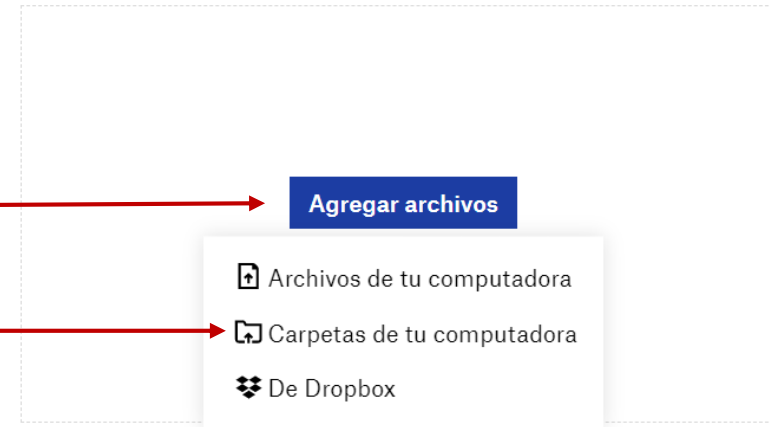 Agregar archivos
Archivos de tu computadora
Carpetas de tu computadora
De Dropbox